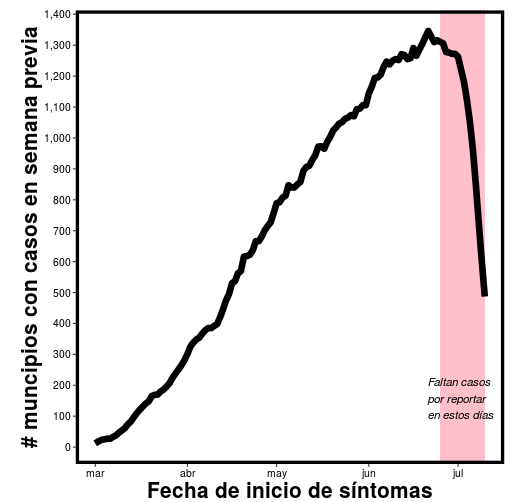 # muncipios con casos en semana previa
1,400
1,300
1,200
1,100
1,000
900
800
700
600
500
400
300
200
100
0
Faltan casos
por reportar
en estos días
mar
abr
may
jun
jul
Fecha de inicio de síntomas